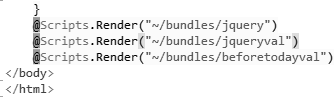 }
@Scripts.Render("~/bundles/jquery")
@Scripts.Render("~/bundles/jqueryval")
@Scripts.Render("~/bundles/beforetodayval")
</body>
</html>